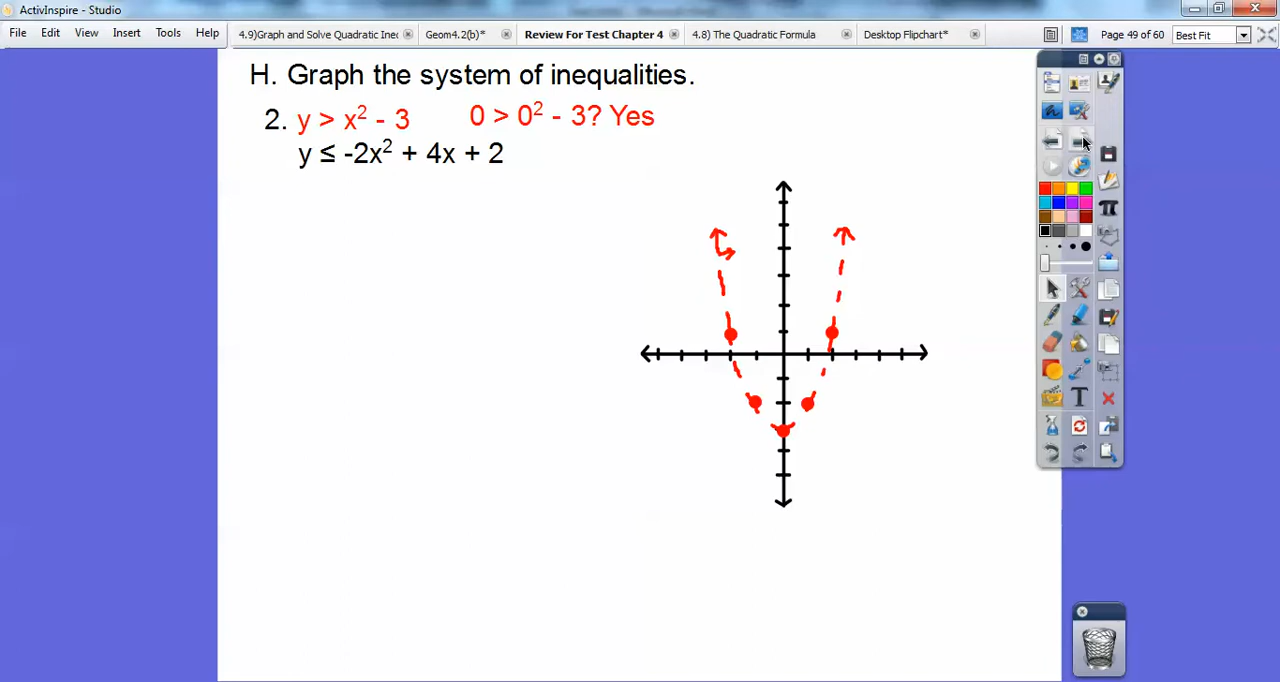 ActivInspire - Studio
File Edit View Insert Tools Help
4.9)Graph and Solve Quadratic Ineq Geom4.2(b)* Review For Test Chapter 4 4.8) The Quadratic Formula Desktop Flipchart* Page 49 of 60 Best Fit
H. Graph the system of inequalities.
2. y > x² - 3 0 > 0² - 3? Yes
y ≤ -2x² + 4x + 2